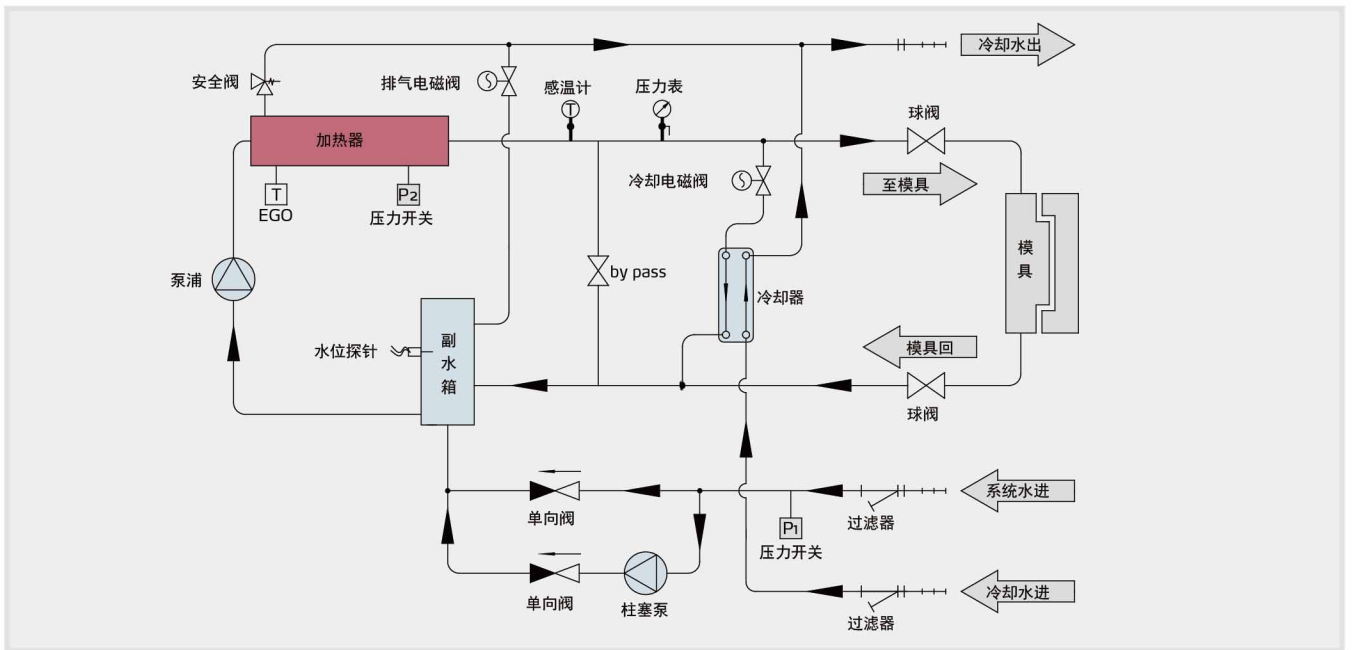 冷却水出
安全阀
排气电磁阀
感温计
压力表
T
球阀
加热器
冷却电磁阀
至模具
T
P2
EGO
压力开关
模具
泵浦
by pass
冷却器
副水箱
水位探针
模具回
球阀
系统水进
单向阀
P1
过滤器
压力开关
冷却水进
单向阀
柱塞泵
过滤器